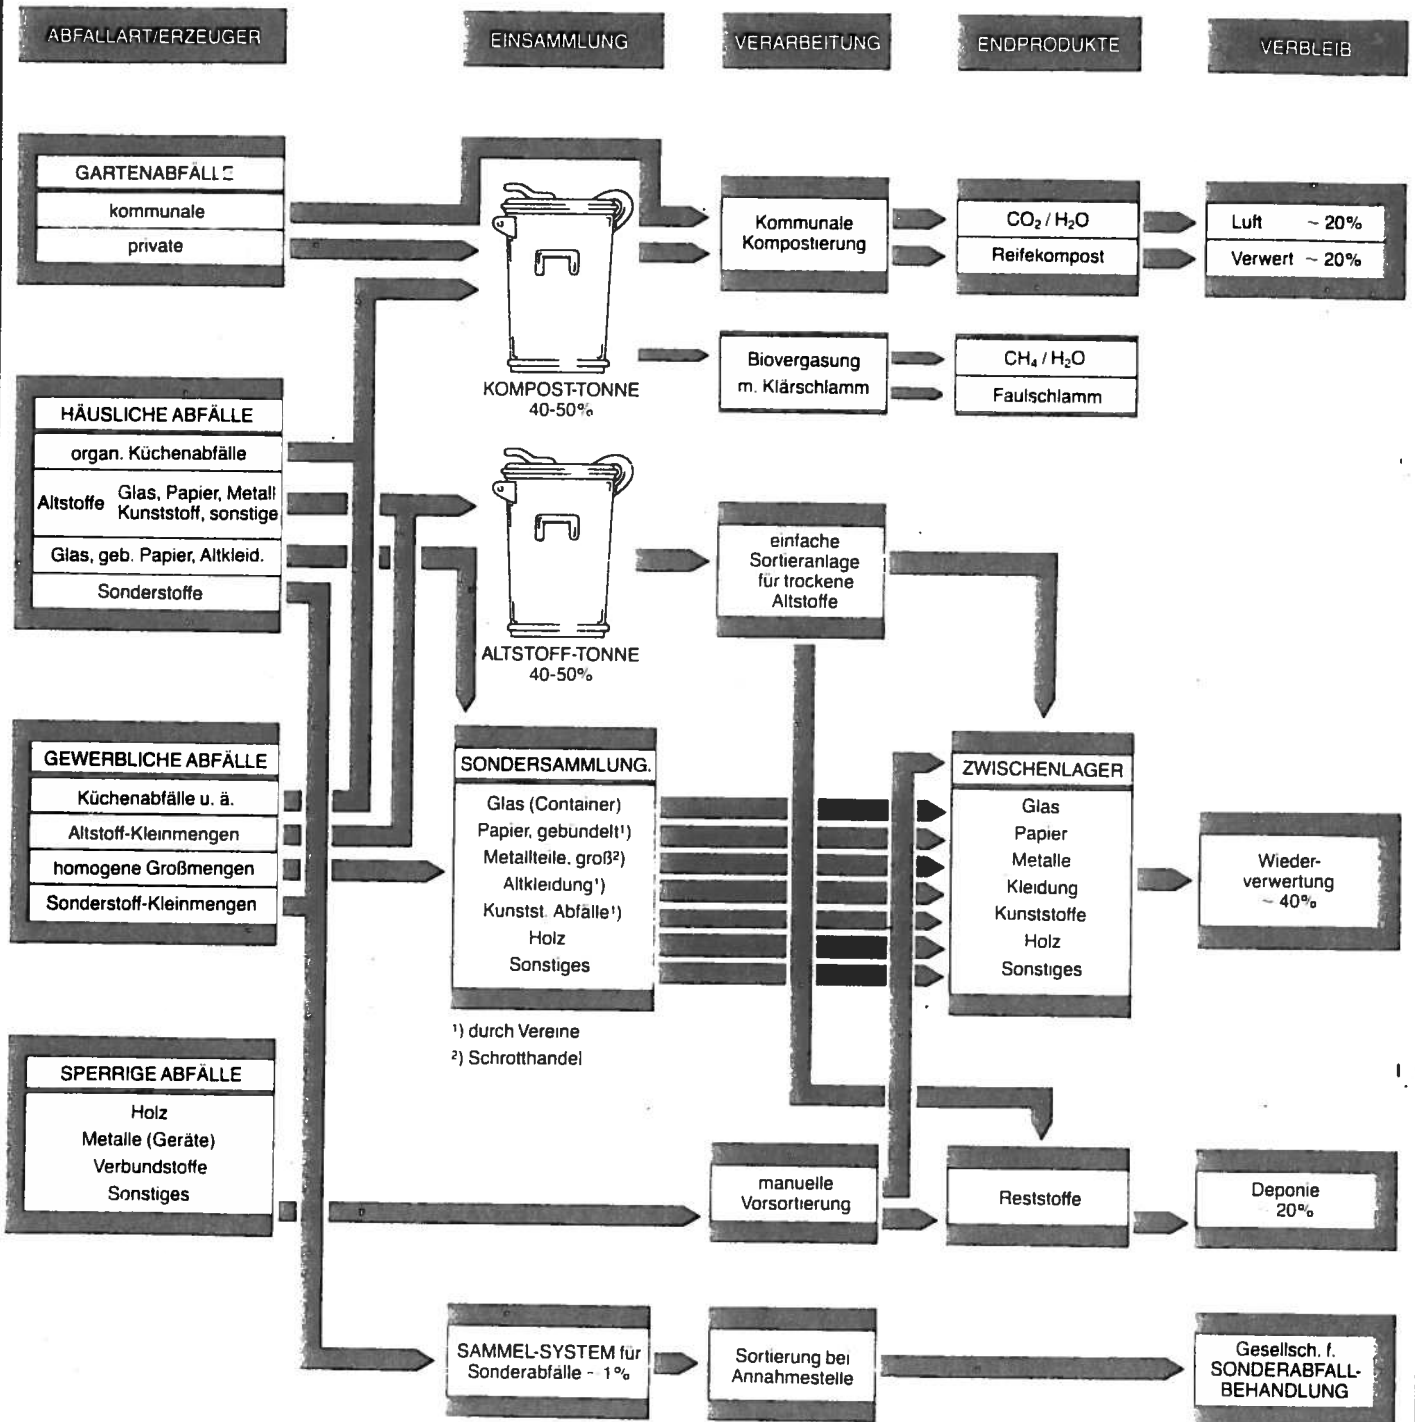 ABFALLART/ERZEUGER
EINSAMMLUNG
VERARBEITUNG
ENDPRODUKTE
VERBLEIB
GARTENABFÄLLE
kommunale
private
KOMPOST-TONNE
40-50%
Kommunale
Kompostierung
CO₂ / H₂O
Reifekompost
Luft ~ 20%
Verwert ~ 20%
Biovergasung
m. Klärschlamm
CH₄ / H₂O
Faulschlamm
HÄUSLICHE ABFÄLLE
organ. Küchenabfälle
Altstoffe Glas, Papier, Metall
Kunststoff, sonstige
Glas, geb. Papier, Altkleid.
Sonderstoffe
ALTSTOFF-TONNE
40-50%
einfache
Sortieranlage
für trockene
Altstoffe
GEWERBLICHE ABFÄLLE
Küchenabfälle u. ä.
Altstoff-Kleinmengen
homogene Großmengen
Sonderstoff-Kleinmengen
SONDERSAMMLUNG.
Glas (Container)
Papier, gebündelt¹)
Metallteile, groß²)
Altkleidung¹)
Kunstst. Abfälle¹)
Holz
Sonstiges
¹) durch Vereine
²) Schrotthandel
ZWISCHENLAGER
Glas
Papier
Metalle
Kleidung
Kunststoffe
Holz
Sonstiges
Wieder-
verwertung
~ 40%
SPERRIGE ABFÄLLE
Holz
Metalle (Geräte)
Verbundstoffe
Sonstiges
manuelle
Vorsortierung
Reststoffe
Deponie
20%
SAMMEL-SYSTEM für
Sonderabfälle ~ 1%
Sortierung bei
Annahmestelle
Gesellsch. f.
SONDERABFALL-
BEHANDLUNG